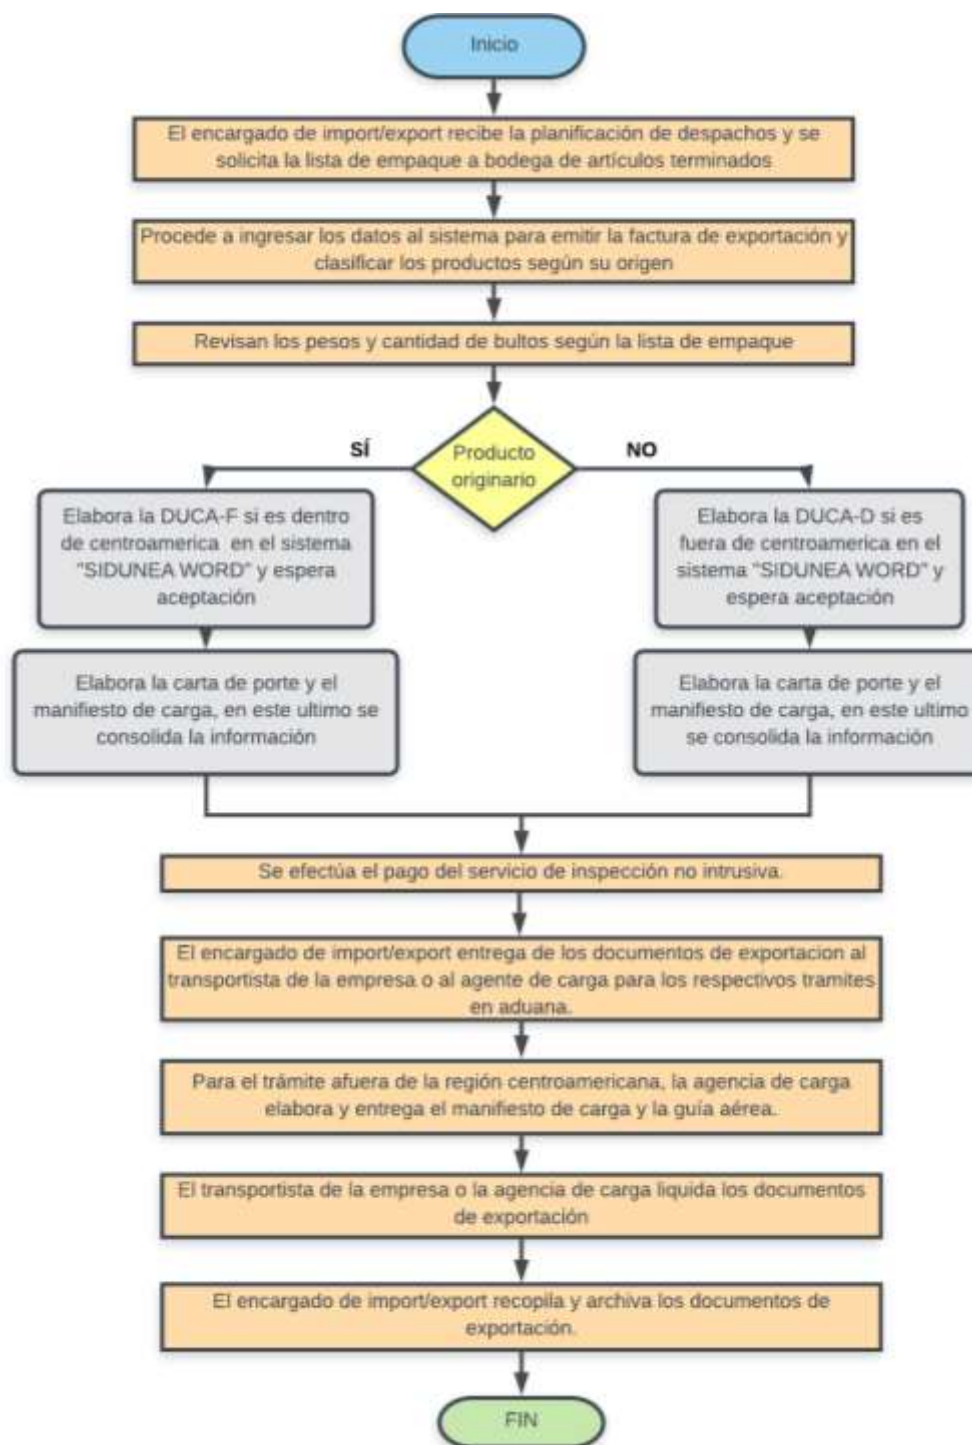 Inicio
El encargado de import/export recibe la planificación de despachos y se
solicita la lista de empaque a bodega de artículos terminados
Procede a ingresar los datos al sistema para emitir la factura de exportación y
clasificar los productos según su origen
Revisan los pesos y cantidad de bultos según la lista de empaque
Producto
originario
SÍ
NO
Elabora la DUCA-F si es dentro
de centroamerica en el sistema
"SIDUNEA WORD" y espera
aceptación
Elabora la DUCA-D si es
fuera de centroamerica en el
sistema "SIDUNEA WORD" y
espera aceptación
Elabora la carta de porte y el
manifiesto de carga, en este ultimo se
consolida la información
Elabora la carta de porte y el
manifiesto de carga, en este ultimo
se consolida la información
Se efectúa el pago del servicio de inspección no intrusiva.
El encargado de import/export entrega de los documentos de exportacion al
transportista de la empresa o al agente de carga para los respectivos tramites
en aduana.
Para el trámite afuera de la región centroamericana, la agencia de carga
elabora y entrega el manifiesto de carga y la guía aérea.
El transportista de la empresa o la agencia de carga liquida los documentos
de exportación
El encargado de import/export recopila y archiva los documentos de
exportación.
FIN